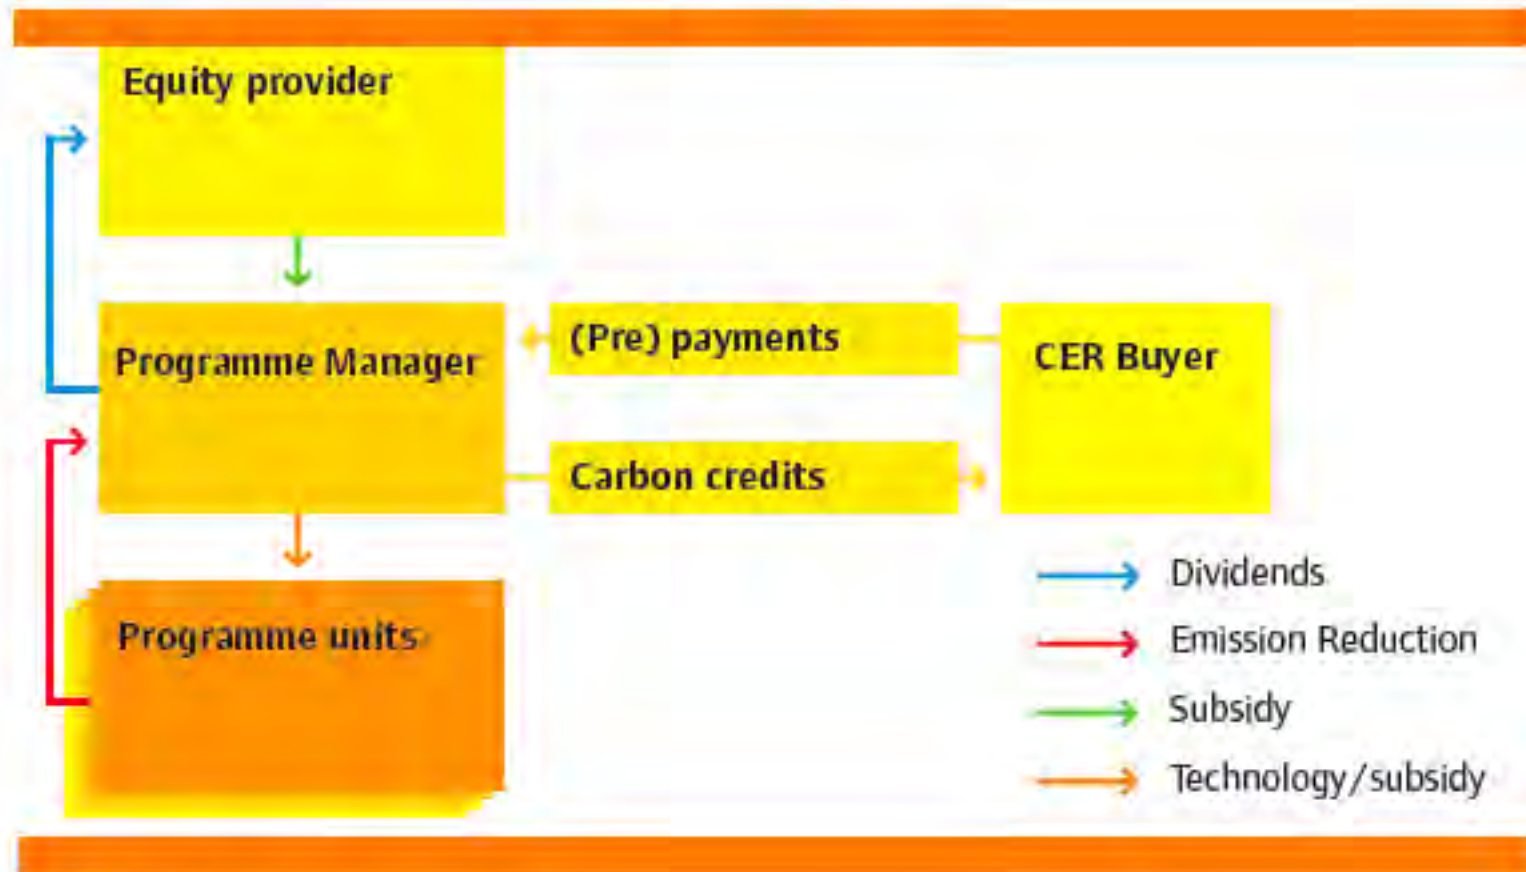 Equity provider
Programme Manager
(Pre) payments
CER Buyer
Carbon credits
Programme units
Dividends
Emission Reduction
Subsidy
Technology/subsidy